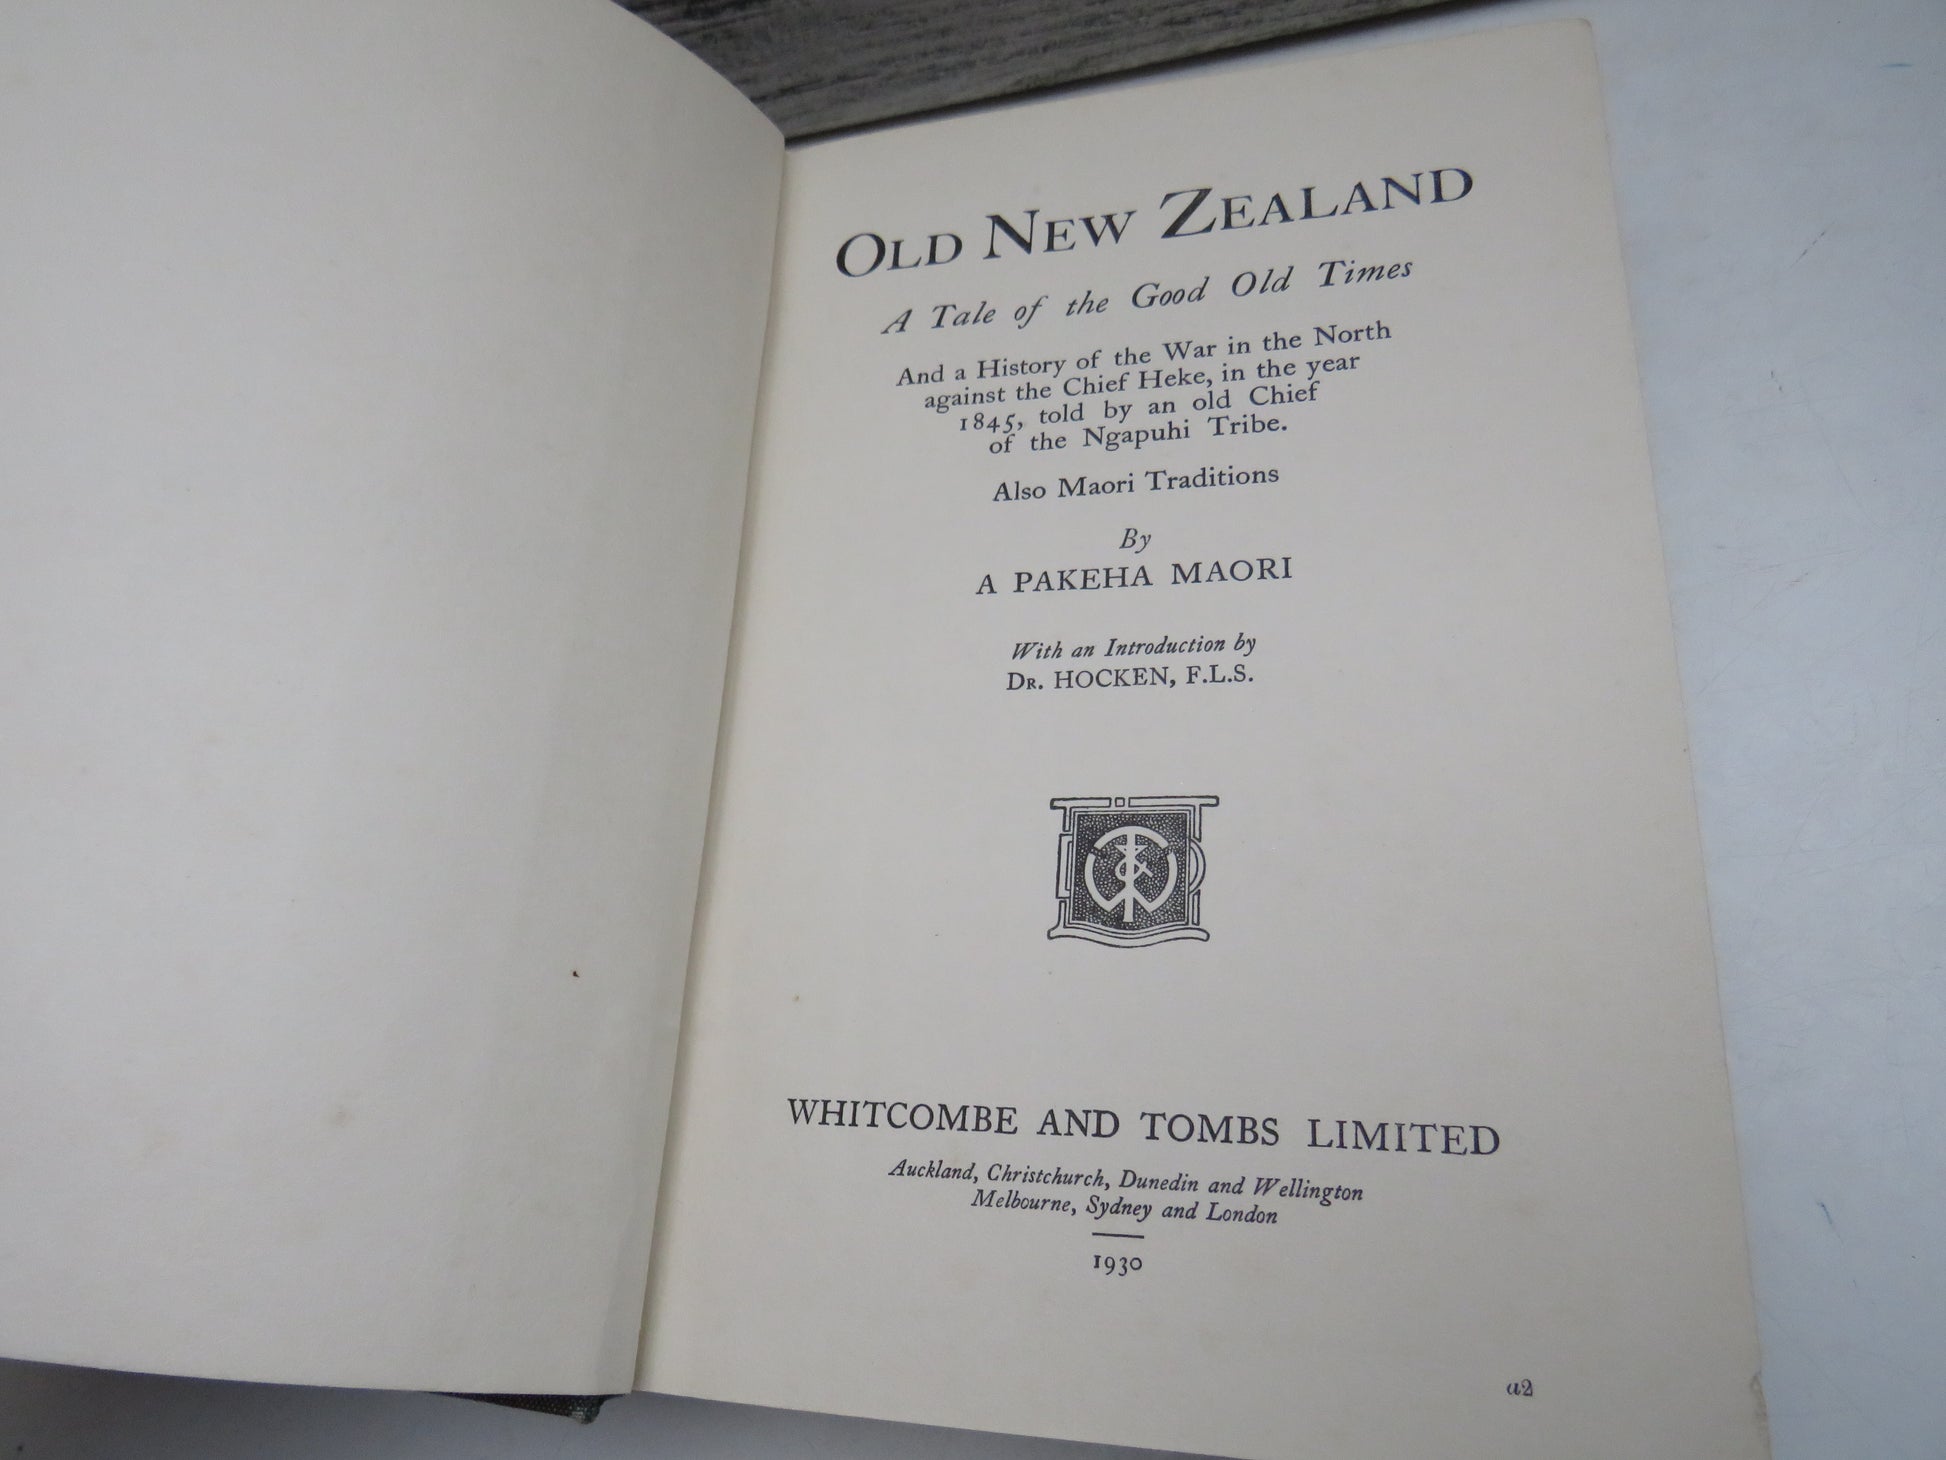 OLD NEW ZEALAND
A Tale of the Good Old Times
And a History of the War in the North
against the Chief Heke, in the year
1845, told by an old Chief
of the Ngapuhi Tribe.
Also Maori Traditions
By
A PAKEHA MAORI
With an Introduction by
DR. HOCKEN, F.L.S.
WHITCOMBE AND TOMBS LIMITED
Auckland, Christchurch, Dunedin and Wellington
Melbourne, Sydney and London
1930
a2